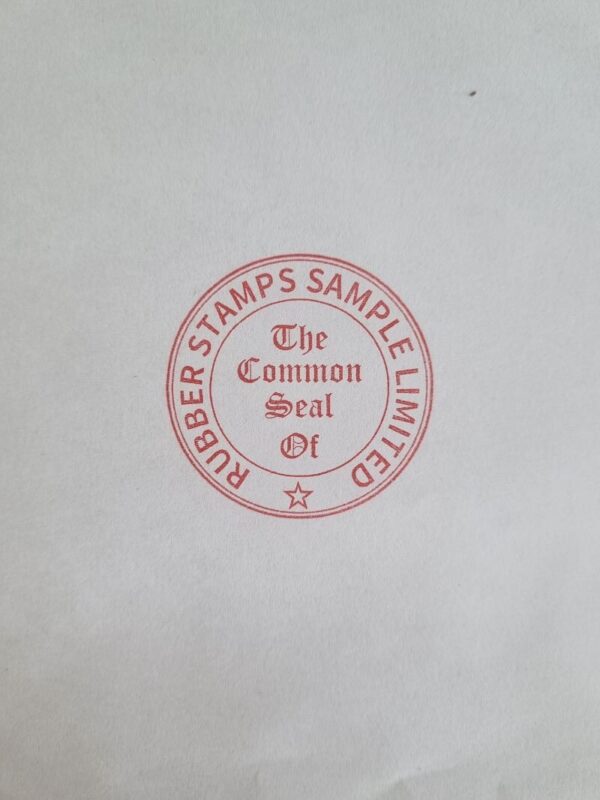 The
Common
Seal
Of
RUBBER STAMPS SAMPLE LIMITED